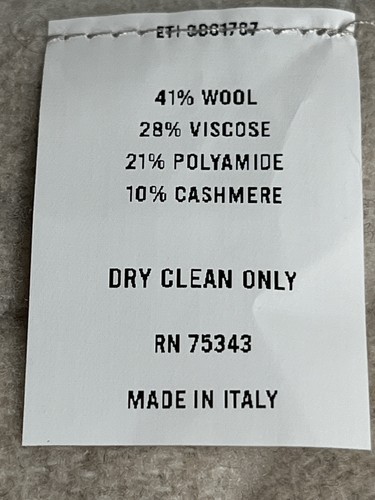 41% WOOL
28% VISCOSE
21% POLYAMIDE
10% CASHMERE
DRY CLEAN ONLY
RN 75343
MADE IN ITALY